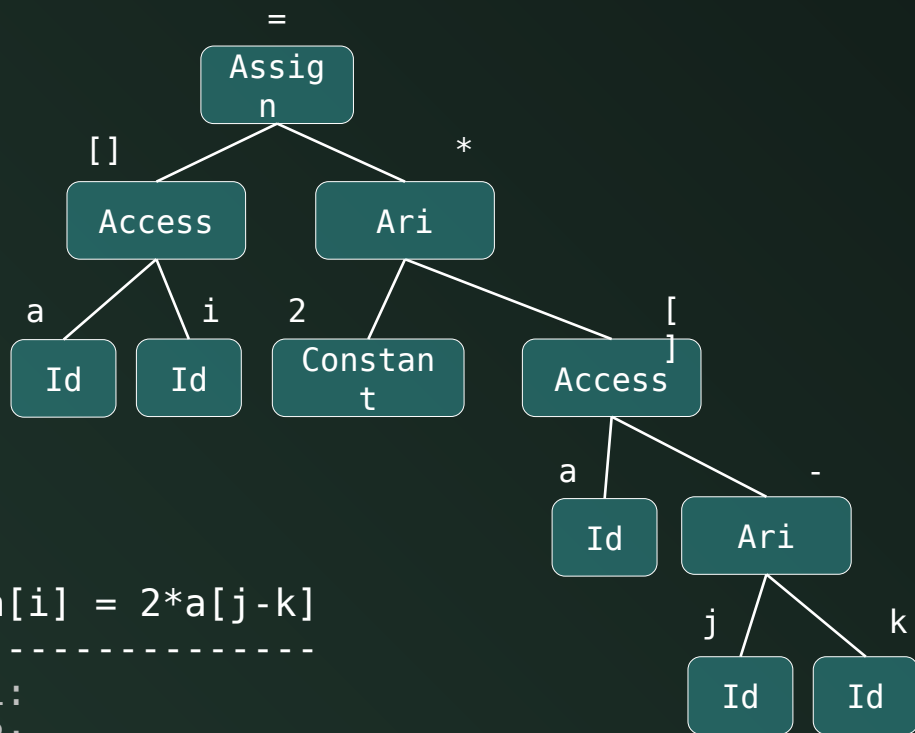 =
Assig
n
[] *
Access Ari
a i 2 [
]
Id Id Constan
t
Access
a -
Id Ari
[i] = 2*a[j-k]
--------------
j k
:
Id Id